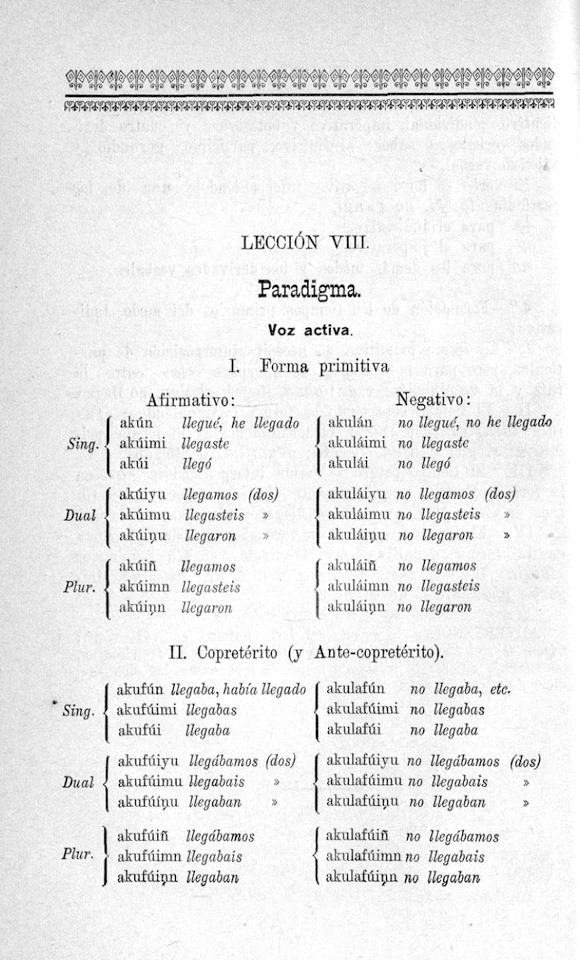 LECCIÓN VIII.
Paradigma.
Voz activa.
I. Forma primitiva
Afirmativo: Negativo:
akún llegué, he llegado akulán no llegué, no he llegado
Sing. akúimi llegaste akuláimi no llegaste
akúi llegó akulái no llegó
akúiyu llegamos (dos) akuláiyu no llegamos (dos)
Dual akúimu llegasteis » akuláimu no llegasteis »
akúiṇu llegaron » akuláiṇu no llegaron »
akúiñ llegamos akuláiñ no llegamos
Plur. akúimn llegasteis akuláimn no llegasteis
akúiṇn llegaron akuláiṇn no llegaron
II. Copretérito (y Ante-copretérito).
akufún llegaba, había llegado akulafún no llegaba, etc.
Sing. akufúimi llegabas akulafúimi no llegabas
akufúi llegaba akulafúi no llegaba
akufúiyu llegábamos (dos) akulafúiyu no llegábamos (dos)
Dual akufúimu llegabais » akulafúimu no llegabais »
akufúíṇu llegaban » akulafúiṇu no llegaban »
akufúiñ llegábamos akulafúiñ no llegábamos
Plur. akufúimn llegabais akulafúimn no llegabais
akufúiṇn llegaban akulafúiṇn no llegaban